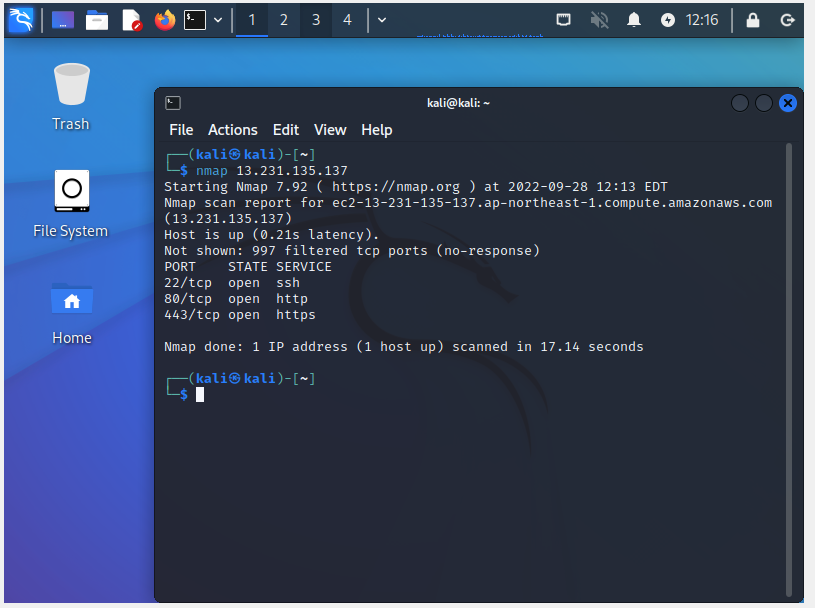 1 2 3 4 12:16
kali@kali: ~
File Actions Edit View Help
Trash
File System
Home
┌──(kali㉿kali)-[~]
└─$ nmap 13.231.135.137
Starting Nmap 7.92 ( https://nmap.org ) at 2022-09-28 12:13 EDT
Nmap scan report for ec2-13-231-135-137.ap-northeast-1.compute.amazonaws.com
(13.231.135.137)
Host is up (0.21s latency).
Not shown: 997 filtered tcp ports (no-response)
PORT    STATE SERVICE
22/tcp  open  ssh
80/tcp  open  http
443/tcp open  https
Nmap done: 1 IP address (1 host up) scanned in 17.14 seconds
┌──(kali㉿kali)-[~]
└─$